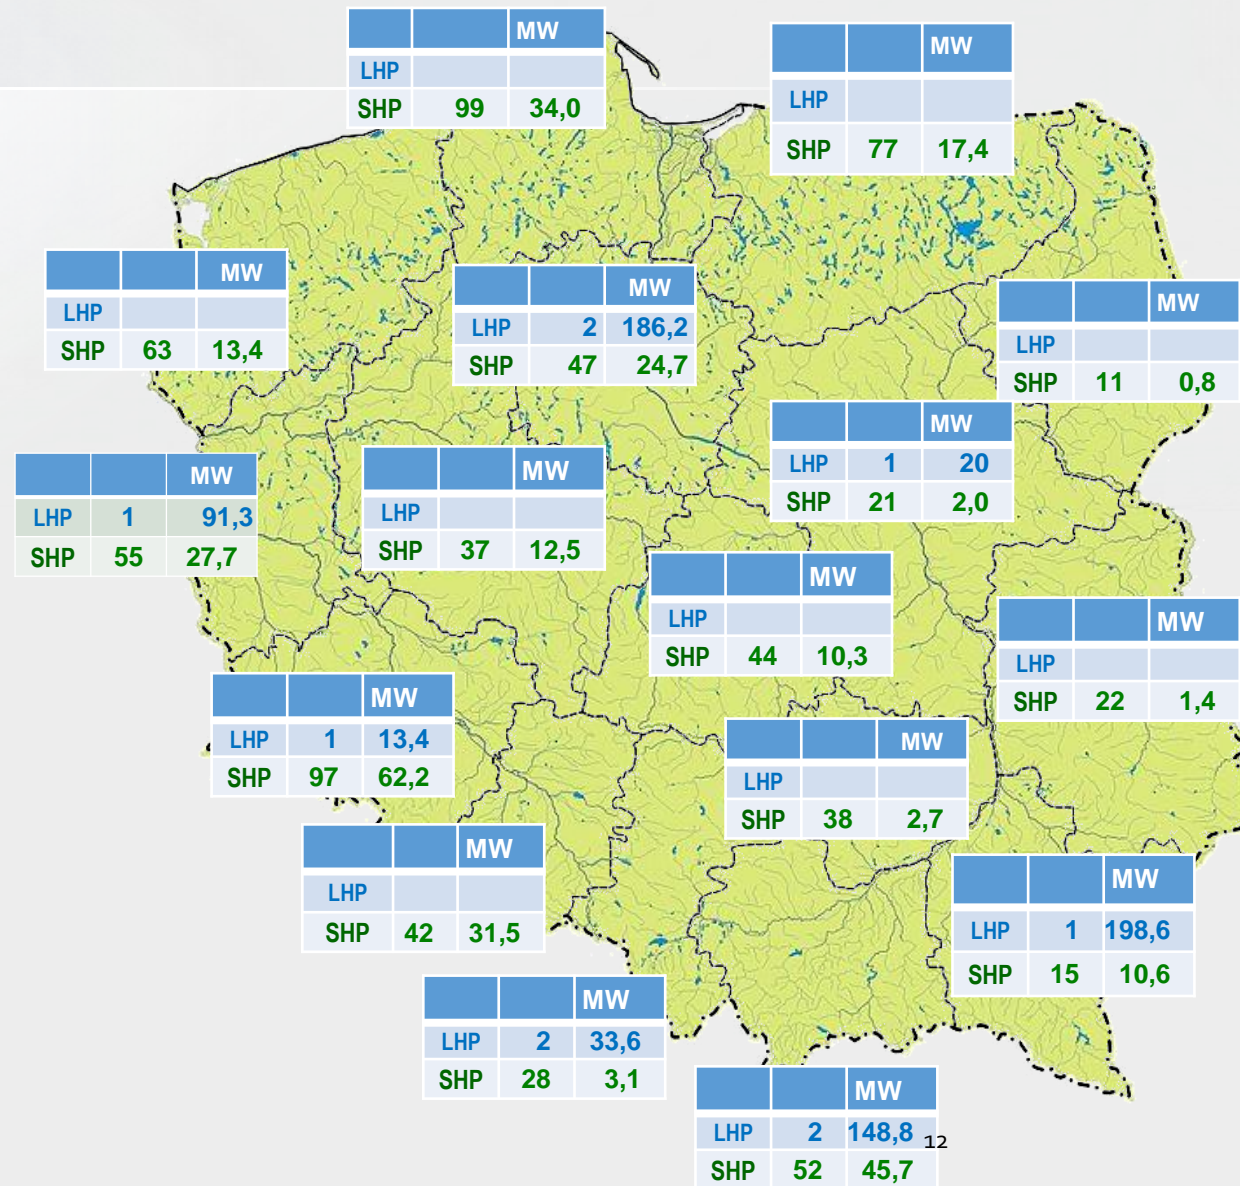 MW
LHP
SHP 99 34,0
MW
LHP
SHP 77 17,4
MW
LHP
SHP 63 13,4
MW
LHP 2 186,2
SHP 47 24,7
MW
LHP
SHP 11 0,8
MW
LHP 1 20
SHP 21 2,0
MW
LHP 1 91,3
SHP 55 27,7
MW
LHP
SHP 37 12,5
MW
LHP
SHP 44 10,3
MW
LHP
SHP 22 1,4
MW
LHP 1 13,4
SHP 97 62,2
MW
LHP
SHP 38 2,7
MW
LHP
SHP 42 31,5
MW
LHP 1 198,6
SHP 15 10,6
MW
LHP 2 33,6
SHP 28 3,1
MW
LHP 2 148,8
SHP 52 45,7
12